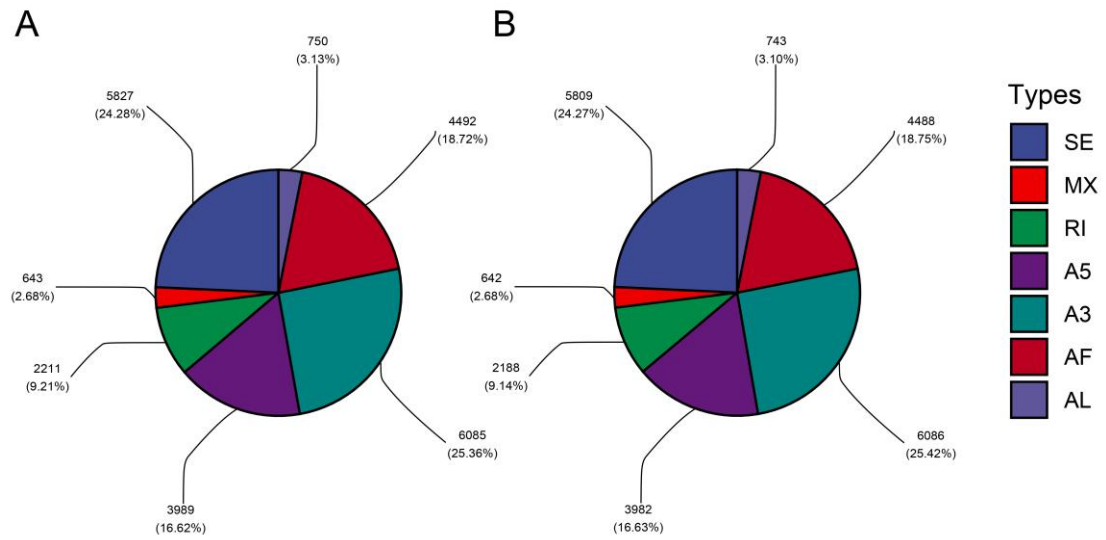 A
750
(3.13%)
5827
(24.28%)
4492
(18.72%)
643
(2.68%)
2211
(9.21%)
6085
(25.36%)
3989
(16.62%)
B
743
(3.10%)
5809
(24.27%)
4488
(18.75%)
642
(2.68%)
2188
(9.14%)
6086
(25.42%)
3982
(16.63%)
Types
SE
MX
RI
A5
A3
AF
AL